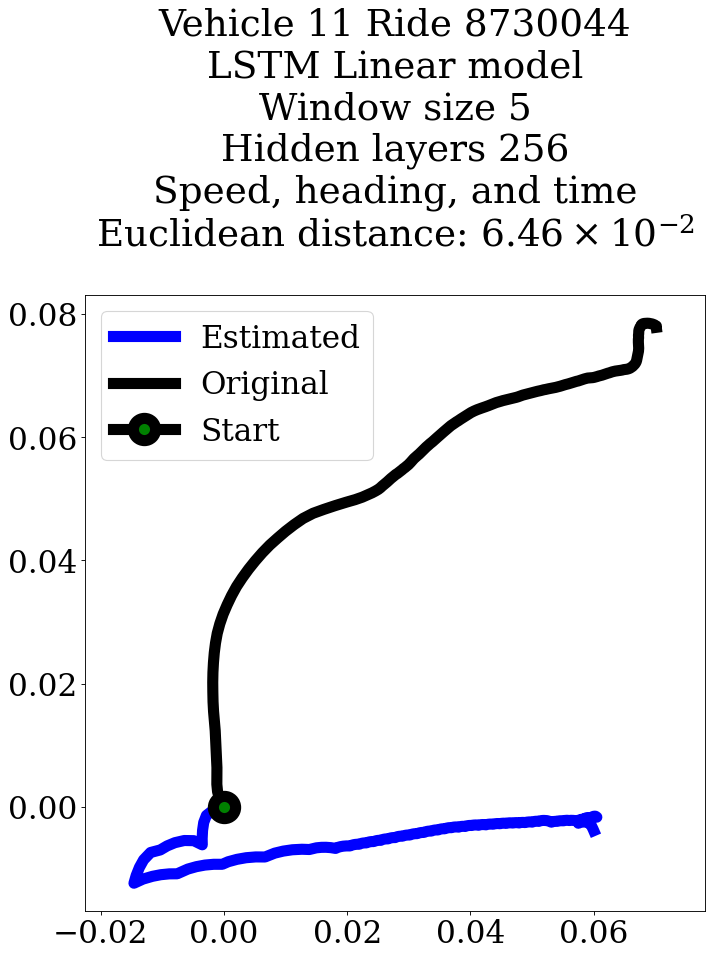 Vehicle 11 Ride 8730044
LSTM Linear model
Window size 5
Hidden layers 256
Speed, heading, and time
Euclidean distance: 6.46 × 10⁻²
Estimated
Original
Start
0.08
0.06
0.04
0.02
0.00
−0.02 0.00 0.02 0.04 0.06